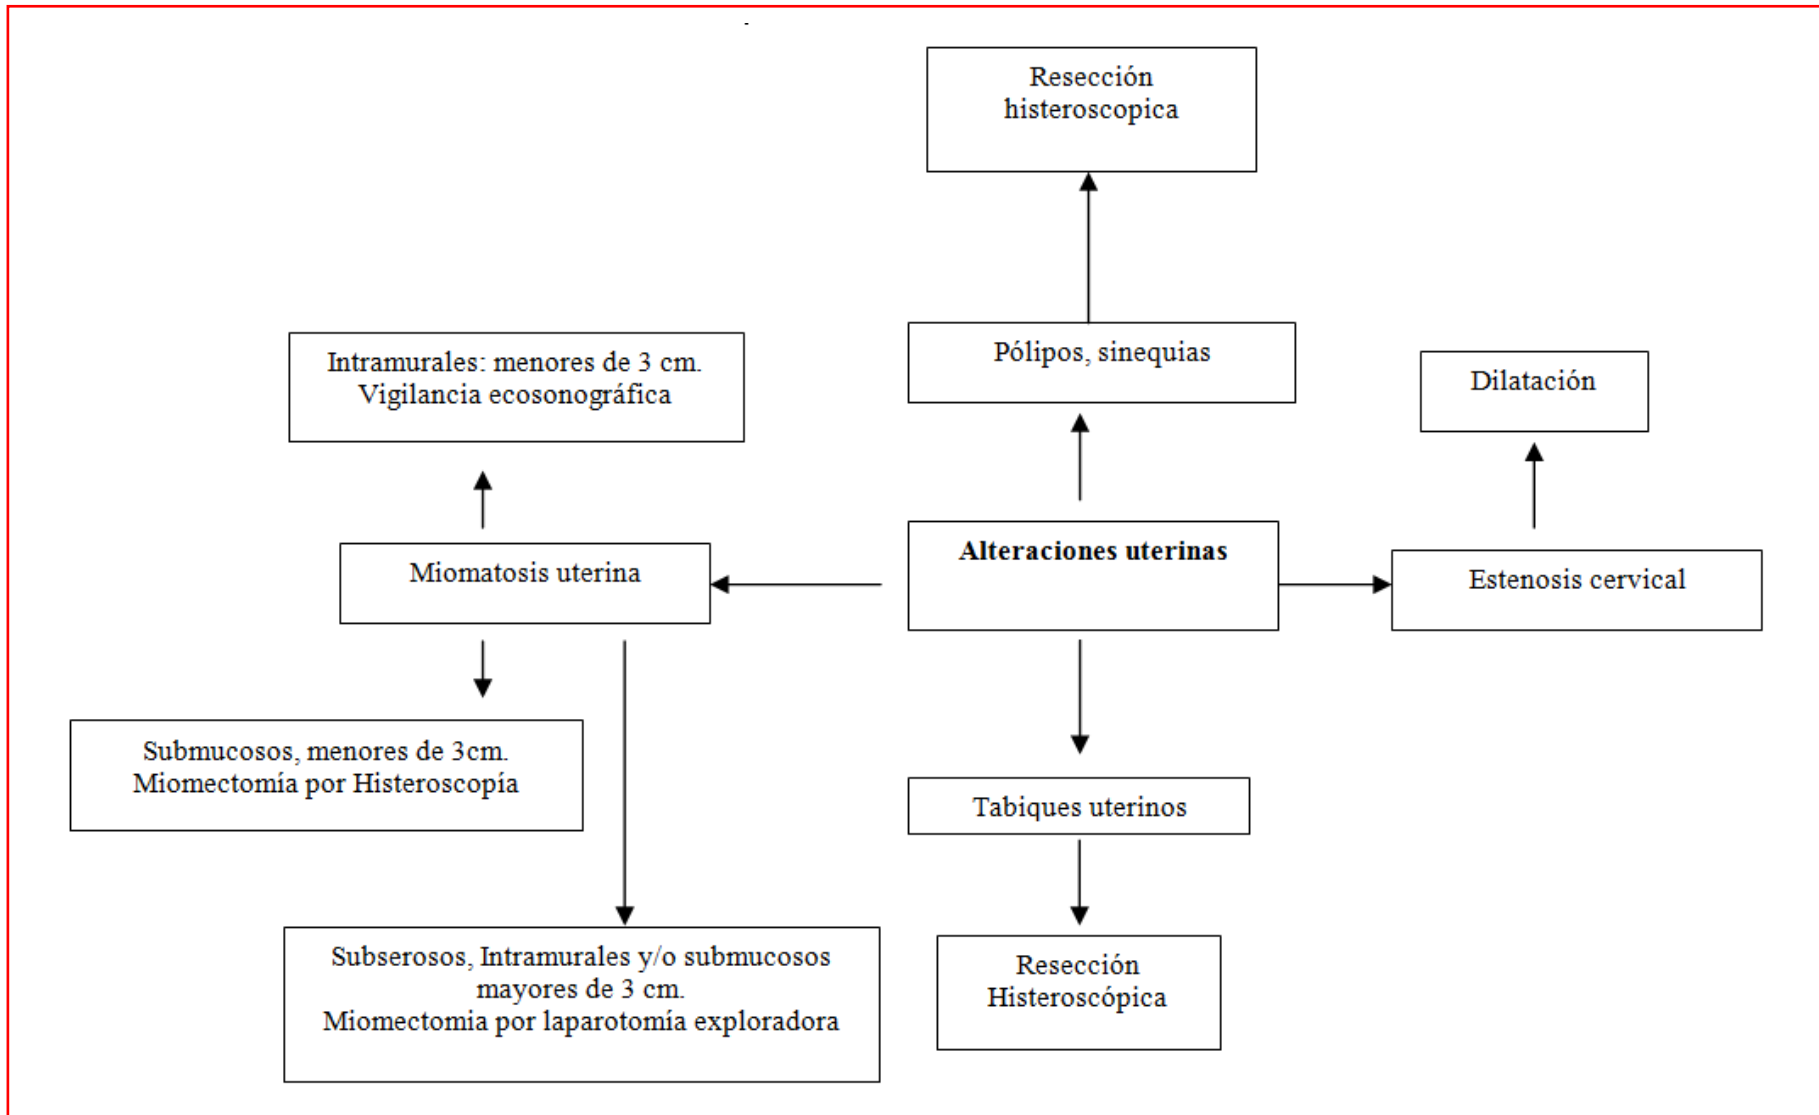 Resección
histeroscopica
Pólipos, sinequias
Intramurales: menores de 3 cm.
Vigilancia ecosonográfica
Dilatación
Alteraciones uterinas
Miomatosis uterina
Estenosis cervical
Submucosos, menores de 3cm.
Miomectomía por Histeroscopía
Tabiques uterinos
Subserosos, Intramurales y/o submucosos
mayores de 3 cm.
Miomectomia por laparotomía exploradora
Resección
Histeroscópica